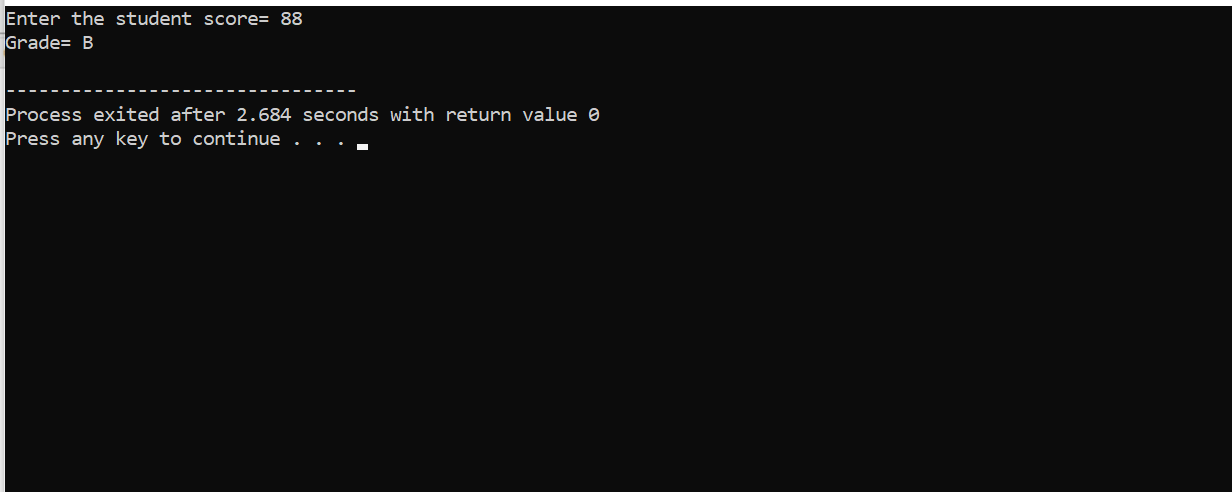 Enter the student score= 88
Grade= B
--------------------------------
Process exited after 2.684 seconds with return value 0
Press any key to continue . . .